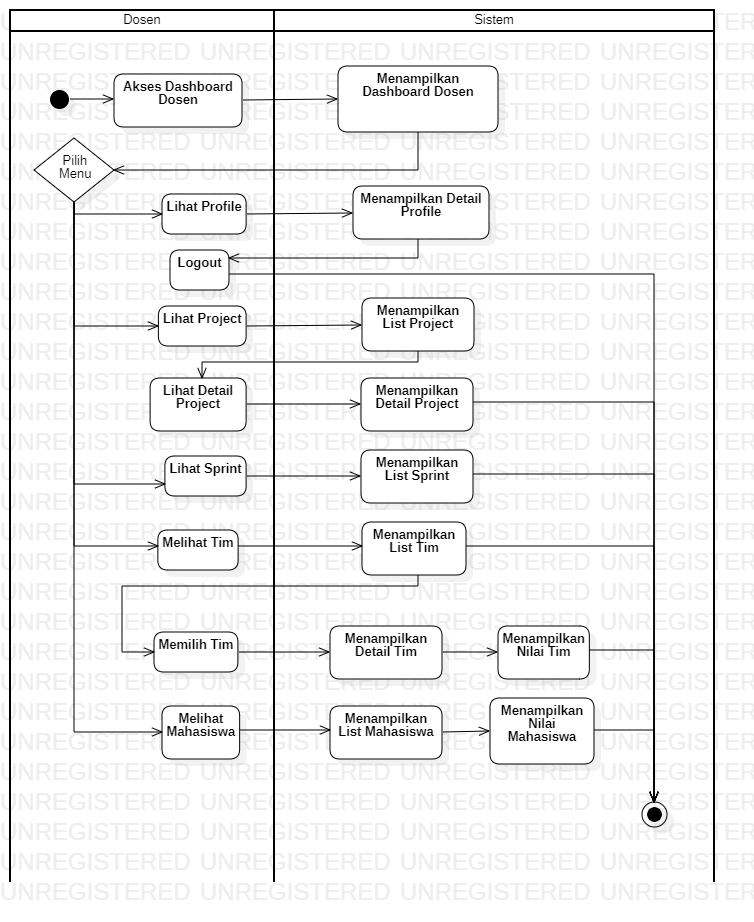 Dosen
Sistem
Akses Dashboard
Dosen
Menampilkan
Dashboard Dosen
Pilih
Menu
Lihat Profile
Menampilkan Detail
Profile
Logout
Lihat Project
Menampilkan
List Project
Lihat Detail
Project
Menampilkan
Detail Project
Lihat Sprint
Menampilkan
List Sprint
Melihat Tim
Menampilkan
List Tim
Memilih Tim
Menampilkan
Detail Tim
Menampilkan
Nilai Tim
Melihat
Mahasiswa
Menampilkan
List Mahasiswa
Menampilkan
Nilai
Mahasiswa
UNREGISTERED